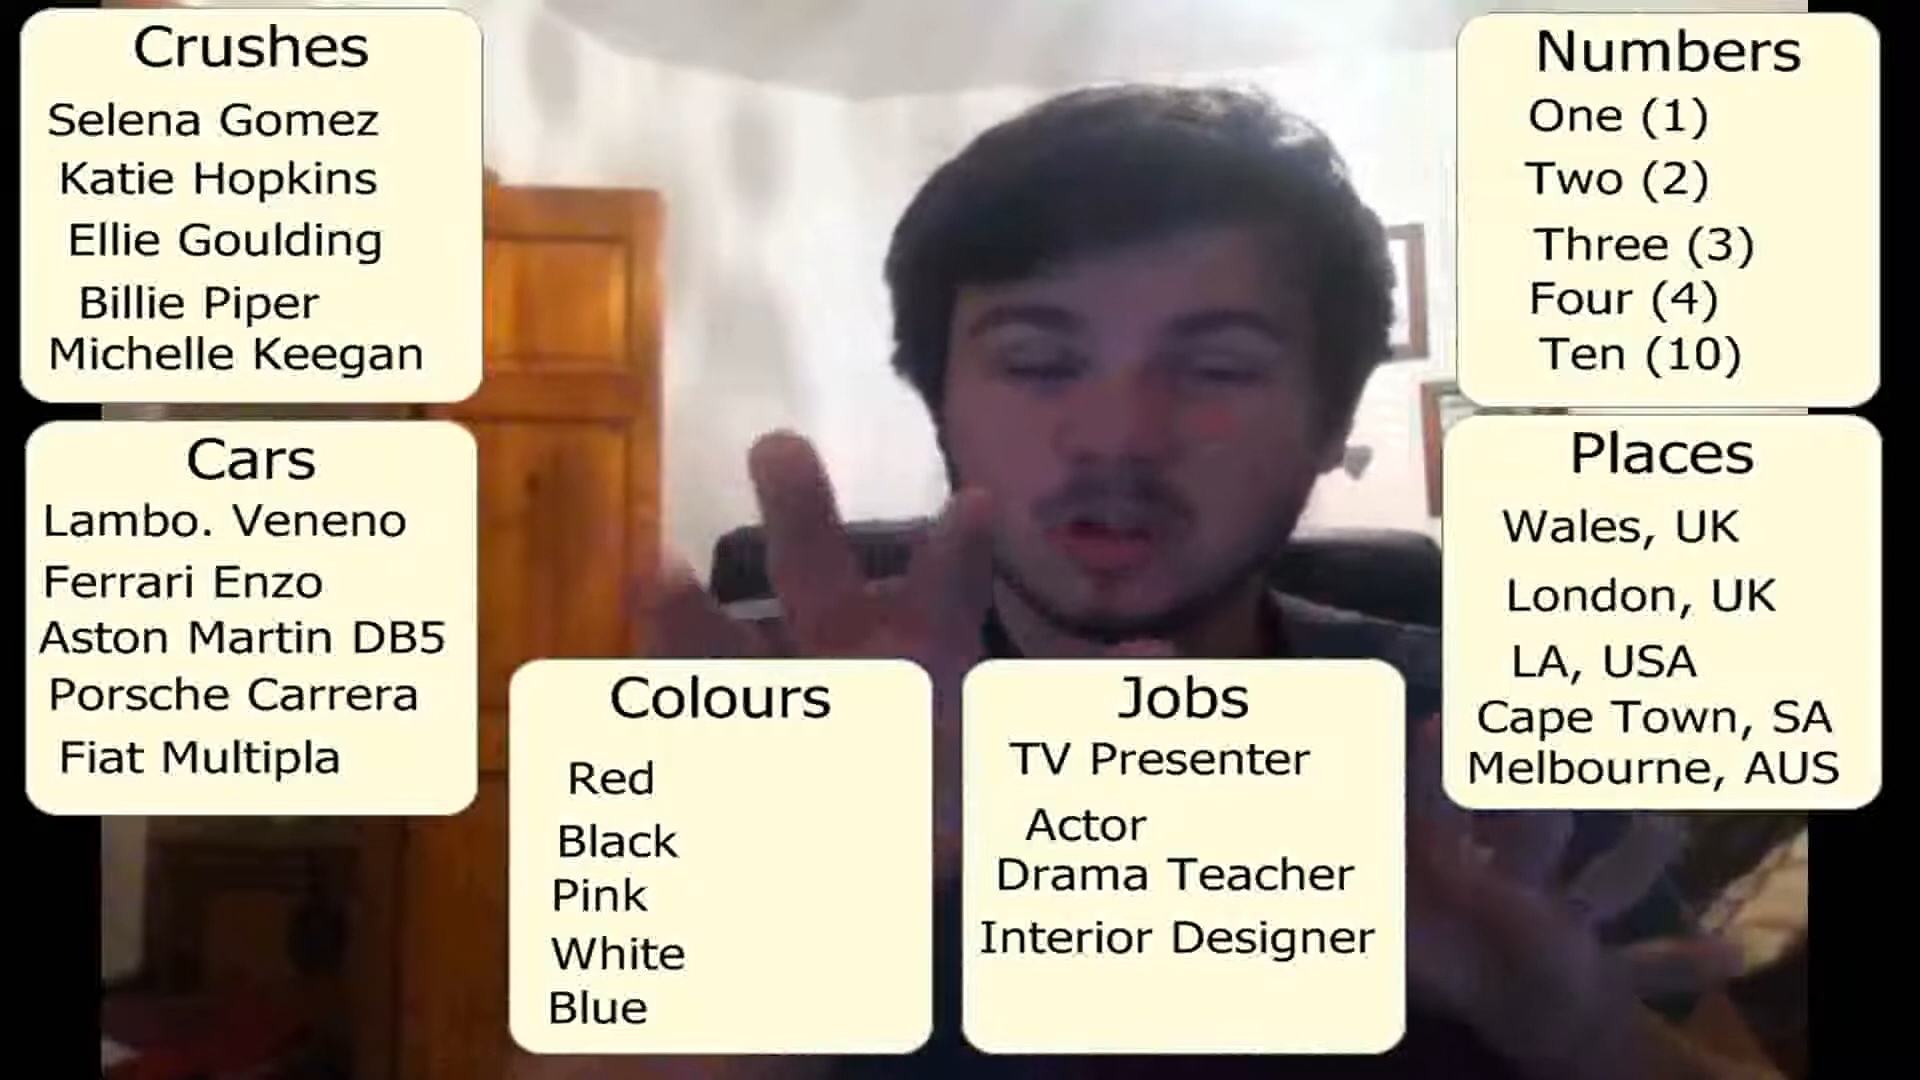 Crushes
Selena Gomez
Katie Hopkins
Ellie Goulding
Billie Piper
Michelle Keegan
Cars
Lambo. Veneno
Ferrari Enzo
Aston Martin DB5
Porsche Carrera
Fiat Multipla
Colours
Red
Black
Pink
White
Blue
Jobs
TV Presenter
Actor
Drama Teacher
Interior Designer
Numbers
One (1)
Two (2)
Three (3)
Four (4)
Ten (10)
Places
Wales, UK
London, UK
LA, USA
Cape Town, SA
Melbourne, AUS